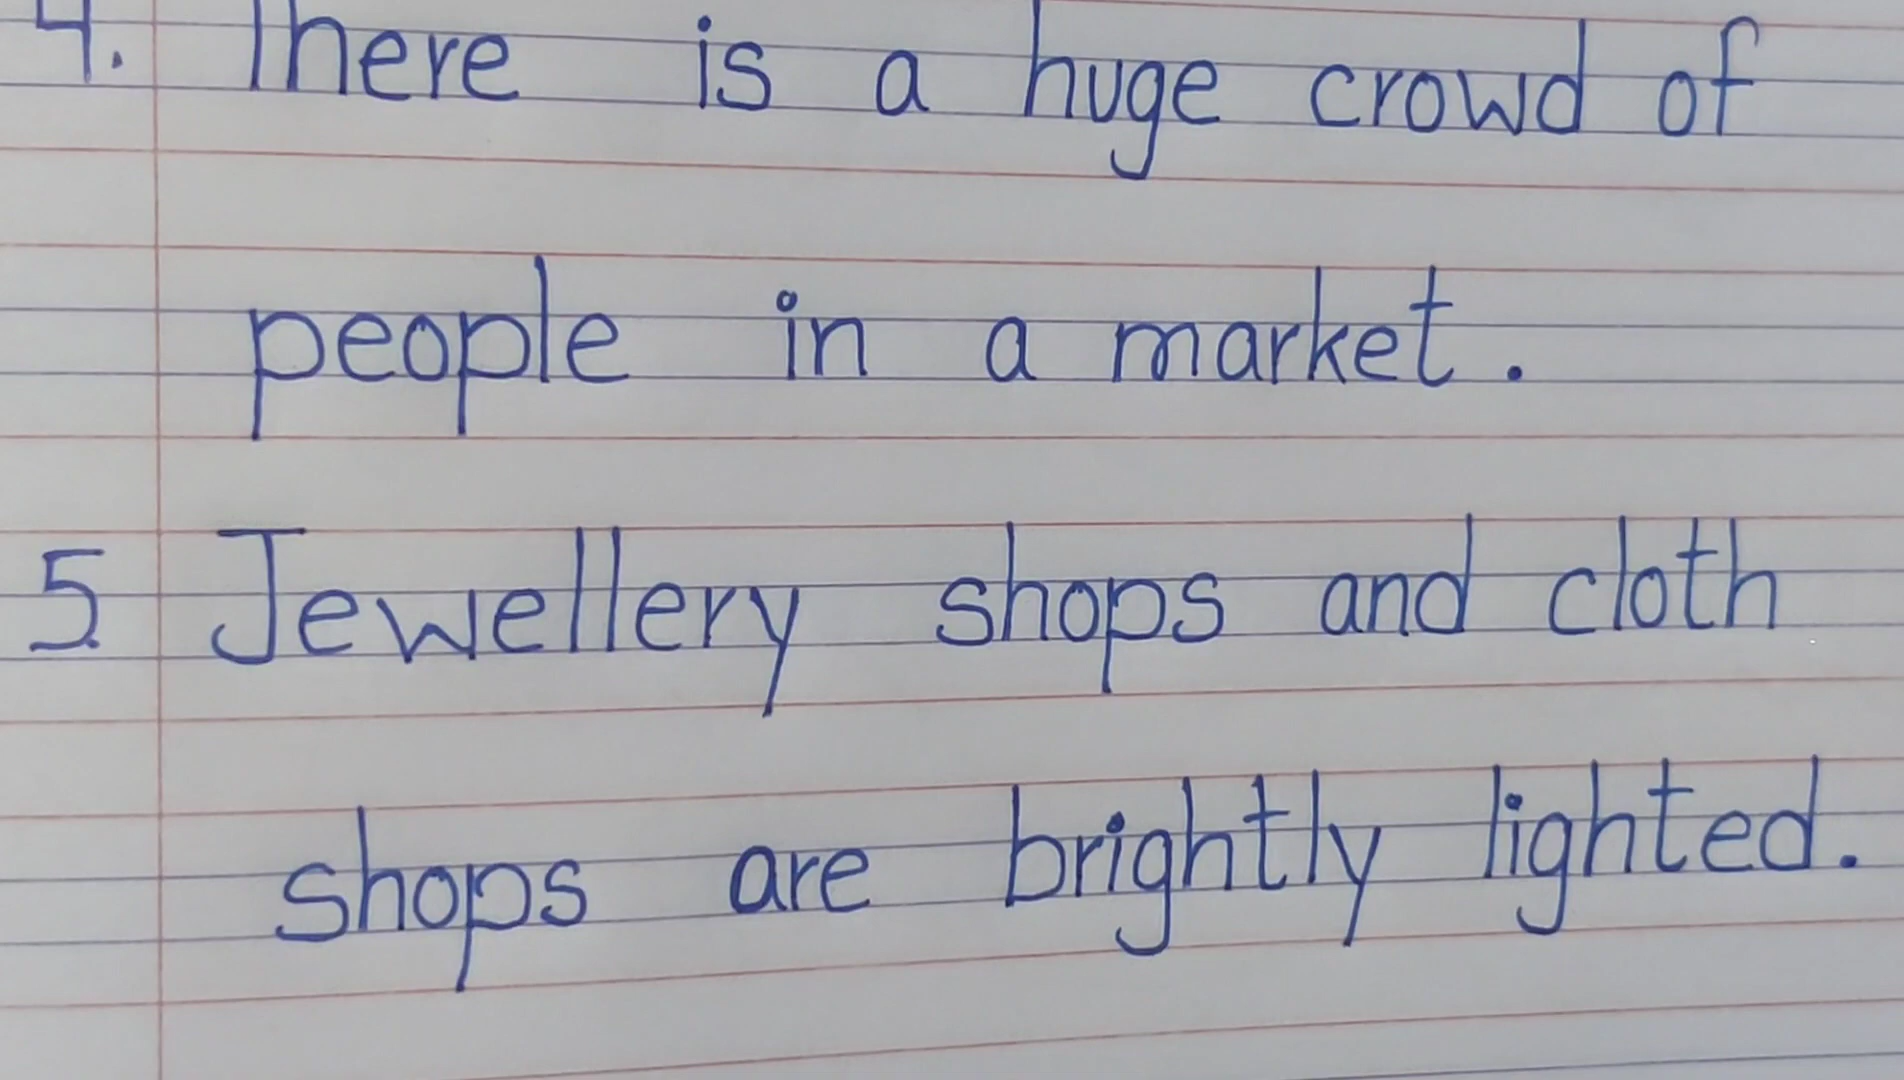 4. There is a huge crowd of
people in a market.
5. Jewellery shops and cloth
shops are brightly lighted.